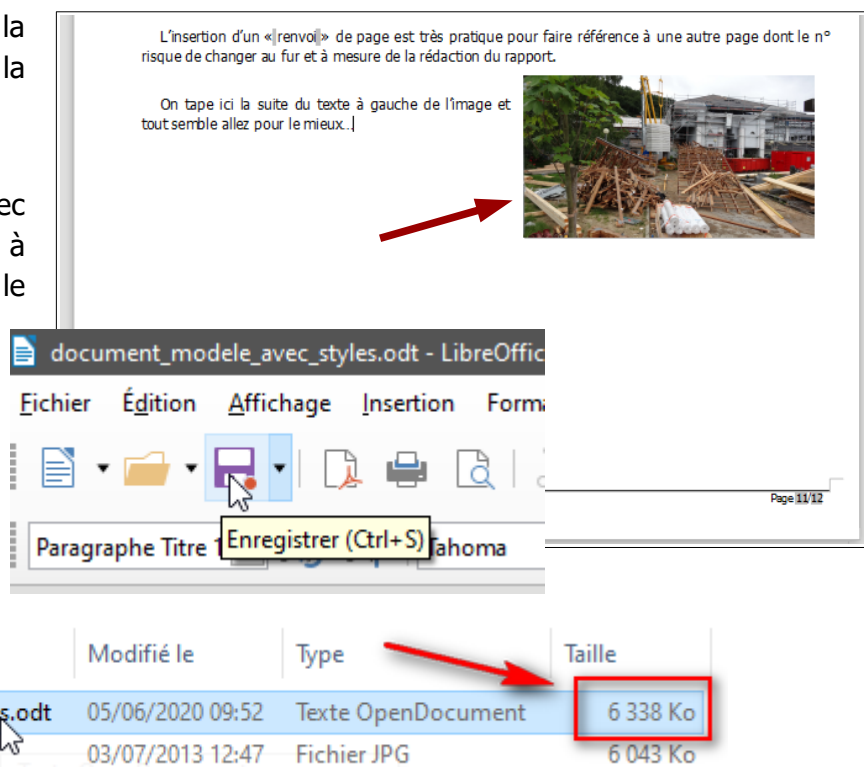 la
la
ec
à
le
L'insertion d'un « renvoi » de page est très pratique pour faire référence à une autre page dont le n°
risque de changer au fur et à mesure de la rédaction du rapport.
On tape ici la suite du texte à gauche de l'image et
tout semble allez pour le mieux...
Page 11/12
document_modele_avec_styles.odt - LibreOffic
Fichier Édition Affichage Insertion Forma
Enregistrer (Ctrl+S)
Paragraphe Titre 1 Tahoma
Modifié le Type Taille
s.odt 05/06/2020 09:52 Texte OpenDocument 6 338 Ko
03/07/2013 12:47 Fichier JPG 6 043 Ko